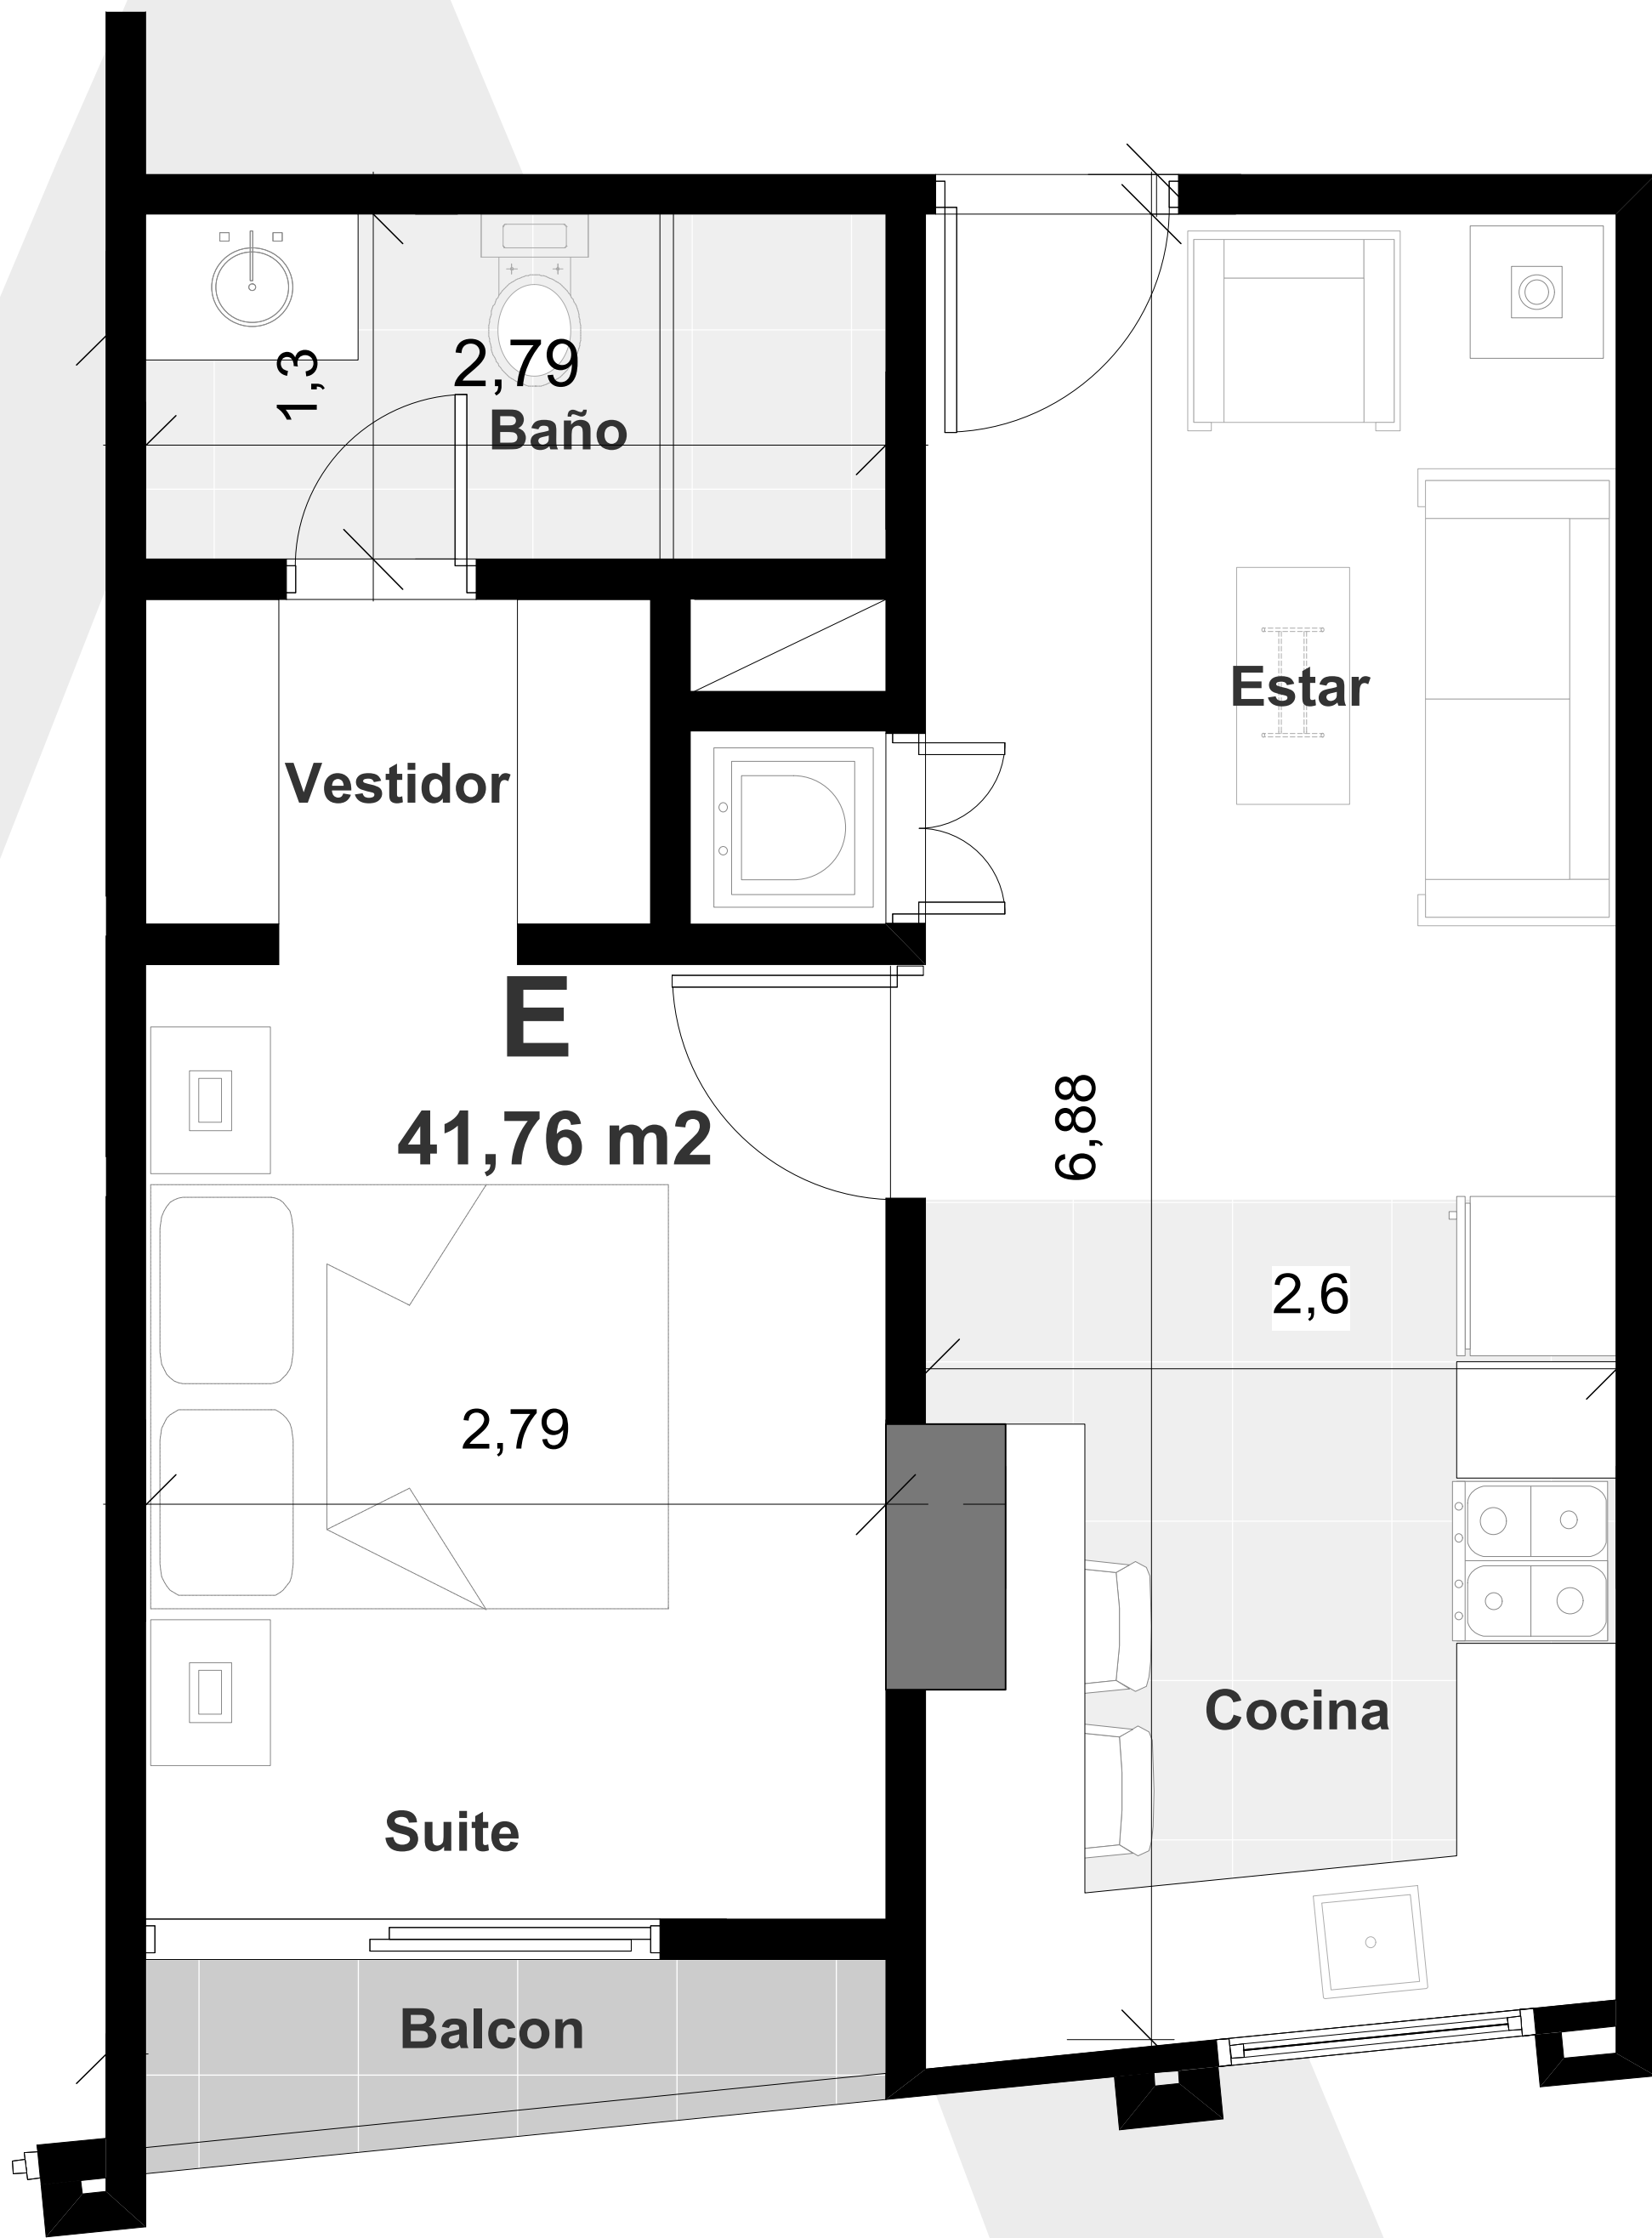 1,3
2,79
Baño
Estar
Vestidor
E
41,76 m2
6,88
2,6
2,79
Cocina
Suite
Balcon